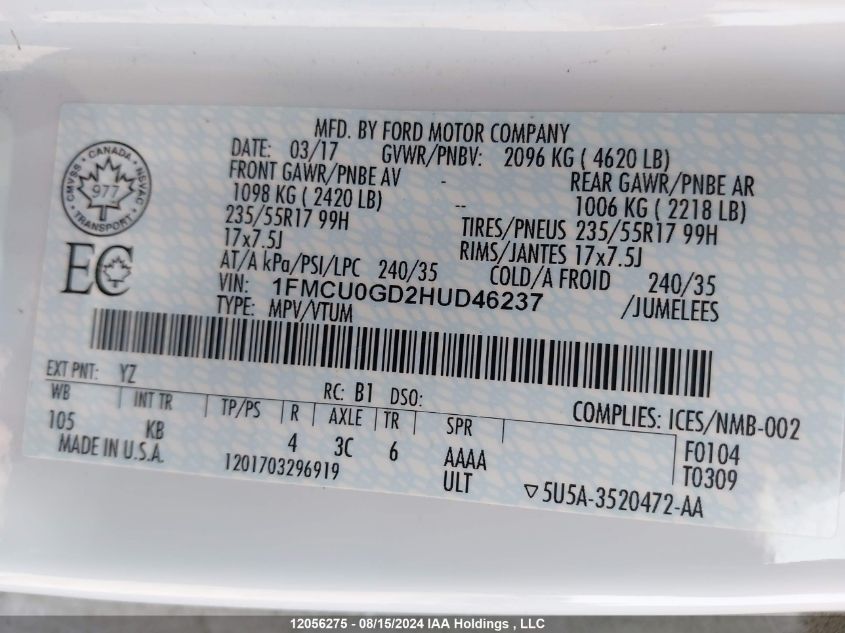 MFD. BY FORD MOTOR COMPANY
DATE: 03/17 GVWR/PNBV: 2096 KG ( 4620 LB)
FRONT GAWR/PNBE AV - REAR GAWR/PNBE AR
1098 KG ( 2420 LB) -- 1006 KG ( 2218 LB)
235/55R17 99H TIRES/PNEUS 235/55R17 99H
17x7.5J RIMS/JANTES 17x7.5J
AT/A kPa/PSI/LPC 240/35 COLD/A FROID 240/35
VIN: 1FMCU0GD2HUD46237 /JUMELEES
TYPE: MPV/VTUM
CANADA
CMVSS NSVAC
977
TRANSPORT
EC
EXT PNT: YZ RC: B1 DSO:
WB INT TR TP/PS R AXLE TR SPR COMPLIES: ICES/NMB-002
105 KB 4 3C 6 AAAA F0104
MADE IN U.S.A. 1201703296919 ULT T0309
▽5U5A-3520472-AA
12056275 - 08/15/2024 IAA Holdings , LLC